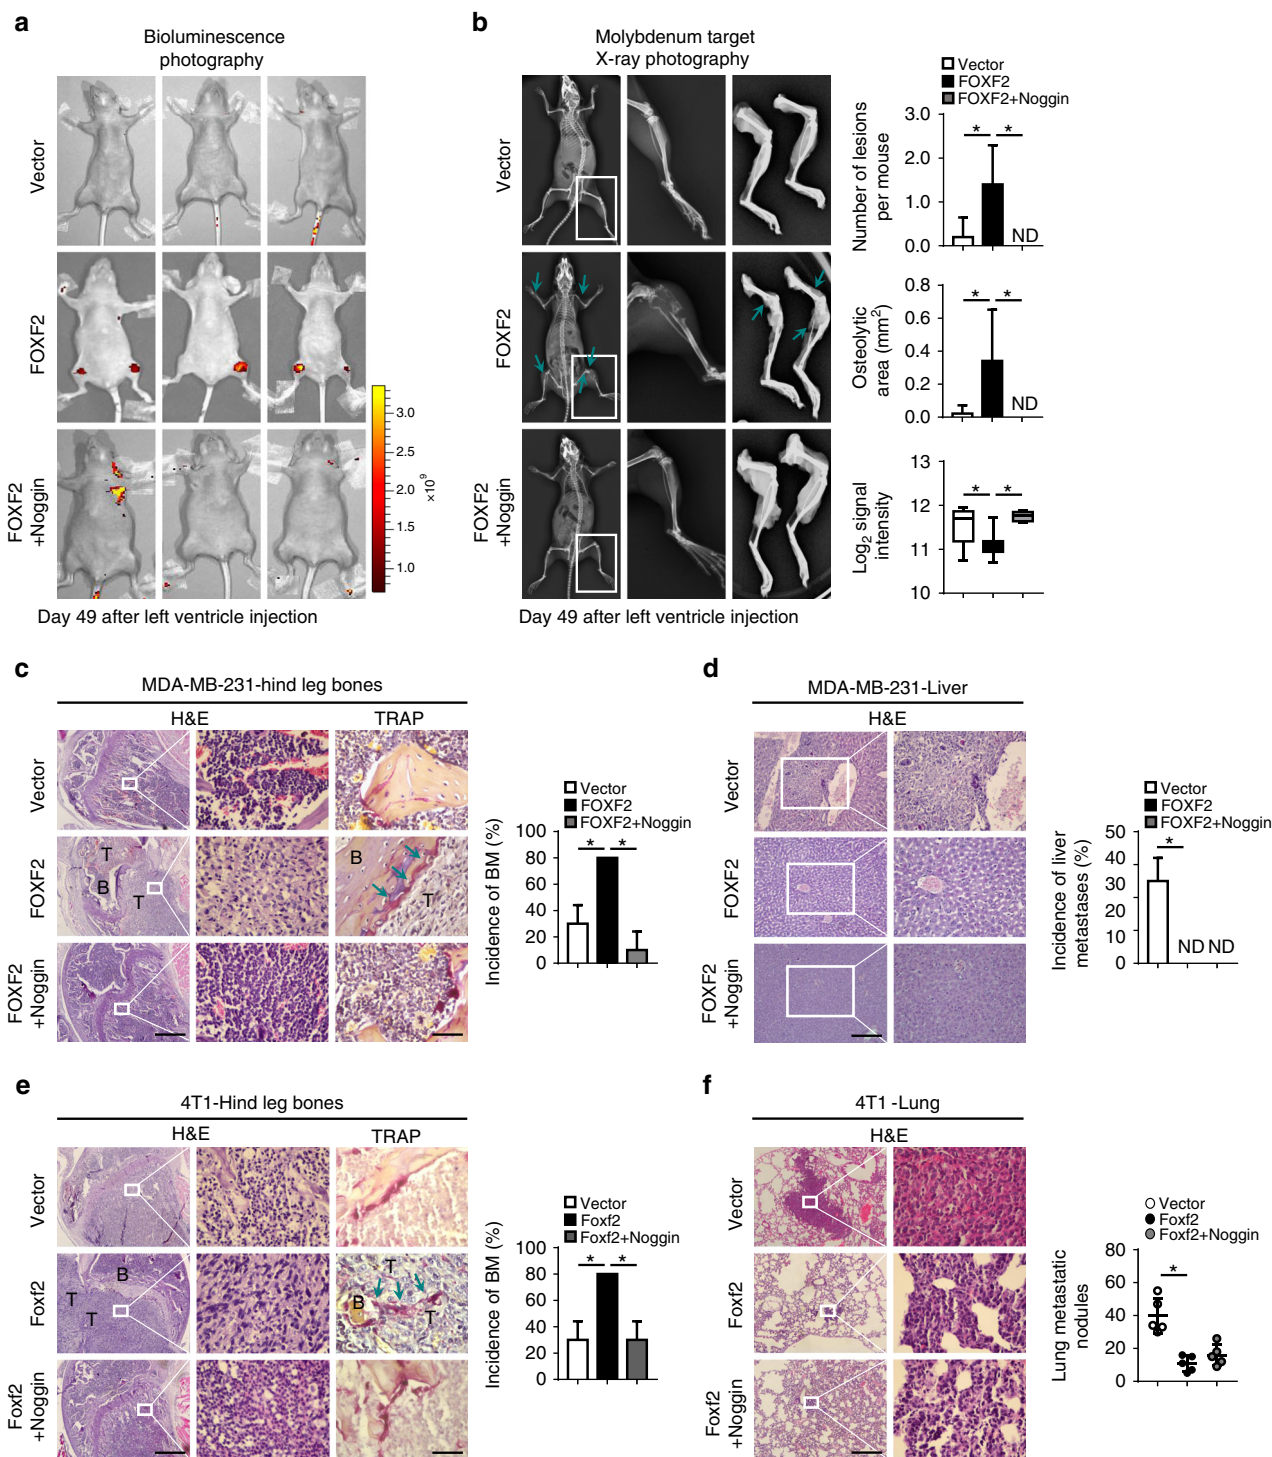 a
Bioluminescence
photography
Vector
FOXF2
FOXF2
+Noggin
3.0
2.5
2.0
1.0
×10⁹
Day 49 after left ventricle injection
b
Molybdenum target
X-ray photography
Vector
FOXF2
FOXF2
+Noggin
Day 49 after left ventricle injection
Vector
FOXF2
FOXF2+Noggin
Number of lesions
per mouse
3.0
2.0
1.0
0.0
* *
ND
Osteolytic
area (mm²)
0.8
0.6
0.4
0.2
0.0
* *
ND
Log₂ signal
intensity
13
12
11
10
* *
c
MDA-MB-231-hind leg bones
H&E
TRAP
Vector
FOXF2
FOXF2
+Noggin
T
B
T
B
T
Vector
FOXF2
FOXF2+Noggin
Incidence of BM (%)
100
80
60
40
20
0
* *
d
MDA-MB-231-Liver
H&E
Vector
FOXF2
FOXF2
+Noggin
Vector
FOXF2
FOXF2+Noggin
Incidence of liver
metastases (%)
50
40
30
20
10
0
*
ND ND
e
4T1-Hind leg bones
H&E
TRAP
Vector
Foxf2
Foxf2
+Noggin
B
T
T
T
B
T
Vector
Foxf2
Foxf2+Noggin
Incidence of BM (%)
100
80
60
40
20
0
* *
f
4T1 -Lung
H&E
Vector
Foxf2
Foxf2
+Noggin
Vector
Foxf2
Foxf2+Noggin
Lung metastatic
nodules
80
60
40
20
0
*